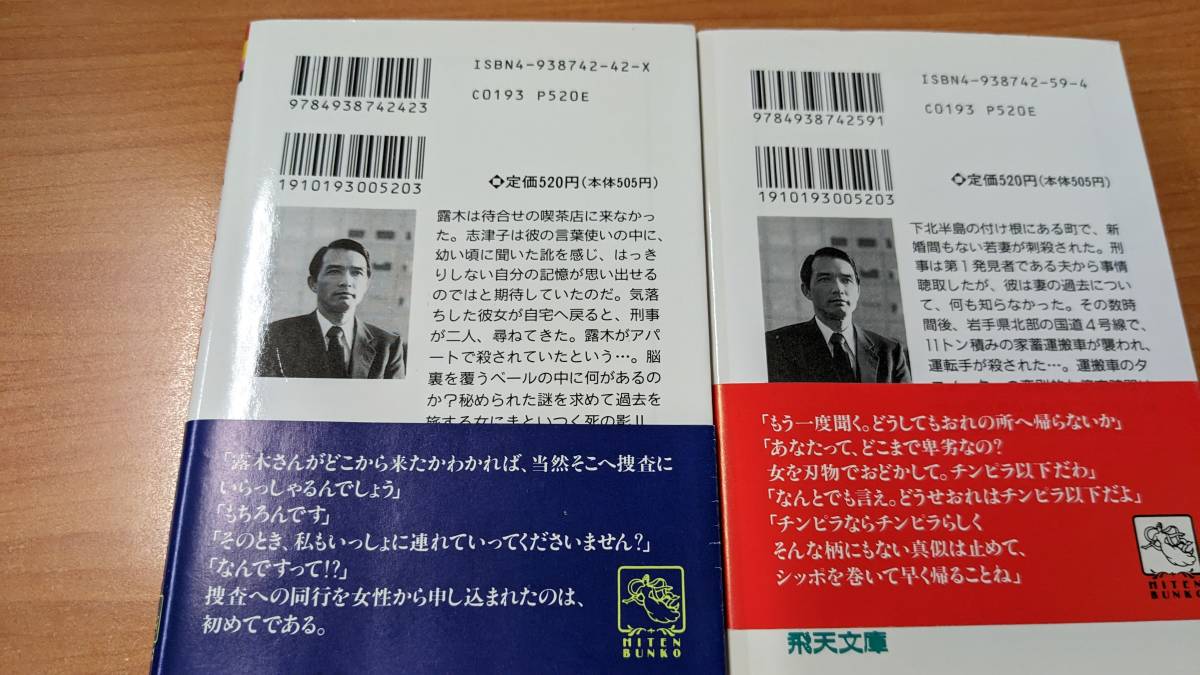 ISBN4-938742-42-X
9784938742423
C0193 P520E
1910193005203
定価520円(本体505円)
露木は待合せの喫茶店に来なかっ
た。志津子は彼の言葉使いの中に、
幼い頃に聞いた訛を感じ、はっき
りしない自分の記憶が思い出せる
のではと期待していたのだ。気落
ちした彼女が自宅へ戻ると、刑事
が二人、尋ねてきた。露木がアパ
ートで殺されていたという…。脳
裏を覆うベールの中に何があるの
か?秘められた謎を求めて過去を
旅する女にまといつく死の影!!
「露木さんがどこから来たかわかれば、当然そこへ捜査に
いらっしゃるんでしょう」
「もちろんです」
「そのとき、私もいっしょに連れていってくださいません?」
「なんですって!?」
捜査への同行を女性から申し込まれたのは、
初めてである。
HITEN
BUNKO
ISBN4-938742-59-4
9784938742591
C0193 P520E
1910193005203
定価520円(本体505円)
下北半島の付け根にある町で、新
婚間もない若妻が刺殺された。刑
事は第1発見者である夫から事情
聴取したが、彼は妻の過去につい
て、何も知らなかった。その数時
間後、岩手県北部の国道4号線で、
11トン積みの家畜運搬車が襲われ、
運転手が殺された…。運搬車のタ
「もう一度聞く。どうしてもおれの所へ帰らないか」
「あなたって、どこまで卑劣なの?
女を刃物でおどかして。チンピラ以下だわ」
「なんとでも言え。どうせおれはチンピラ以下だよ」
「チンピラならチンピラらしく
そんな柄にもない真似は止めて、
シッポを巻いて早く帰ることね」
HITEN
BUNKO
飛天文庫